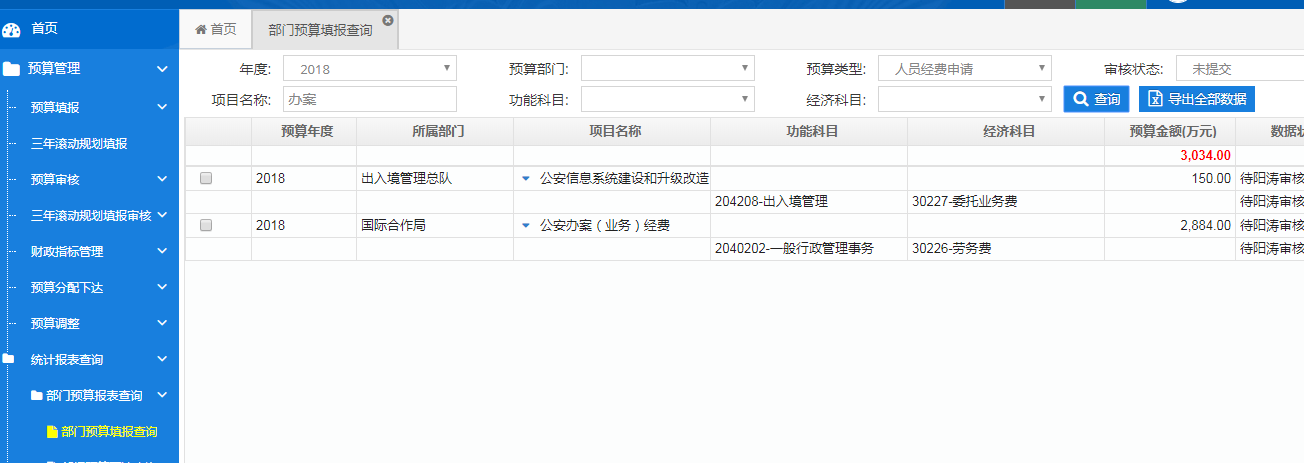 首页
预算管理
预算填报
三年滚动规划填报
预算审核
三年滚动规划填报审核
财政指标管理
预算分配下达
预算调整
统计报表查询
部门预算报表查询
部门预算填报查询
首页 部门预算填报查询
年度: 2018 预算部门: 预算类型: 人员经费申请 审核状态: 未提交
项目名称: 办案 功能科目: 经济科目: 查询 导出全部数据
预算年度 所属部门 项目名称 功能科目 经济科目 预算金额(万元)
3,034.00
2018 出入境管理总队 公安信息系统建设和升级改造 150.00 待阳涛审核
204208-出入境管理 30227-委托业务费 待阳涛审核
2018 国际合作局 公安办案（业务）经费 2,884.00 待阳涛审核
2040202-一般行政管理事务 30226-劳务费 待阳涛审核